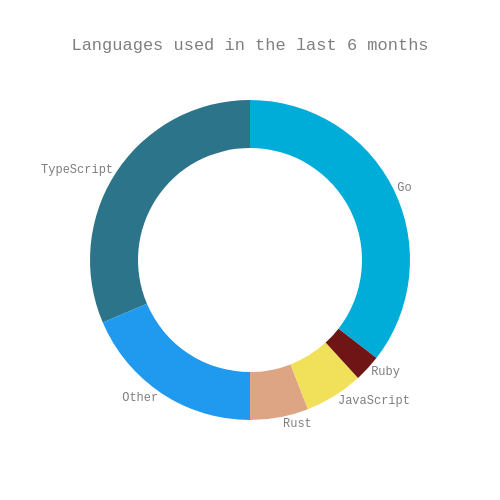 Languages used in the last 6 months
TypeScript
Go
Ruby
Other
JavaScript
Rust